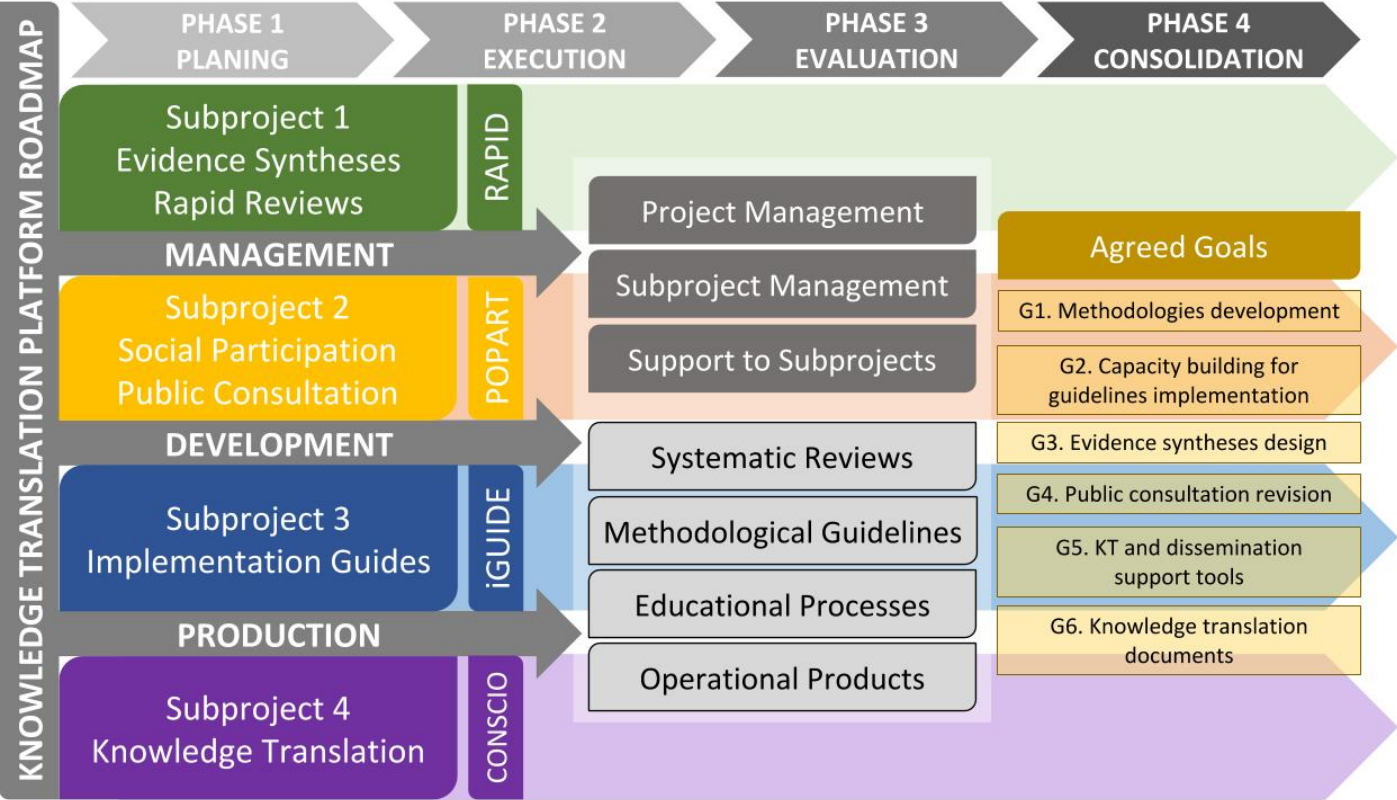 KNOWLEDGE TRANSLATION PLATFORM ROADMAP
PHASE 1
PLANING
PHASE 2
EXECUTION
PHASE 3
EVALUATION
PHASE 4
CONSOLIDATION
Subproject 1
Evidence Syntheses
Rapid Reviews
RAPID
MANAGEMENT
Subproject 2
Social Participation
Public Consultation
POPART
DEVELOPMENT
Subproject 3
Implementation Guides
iGUIDE
PRODUCTION
Subproject 4
Knowledge Translation
CONSCIO
Project Management
Subproject Management
Support to Subprojects
Systematic Reviews
Methodological Guidelines
Educational Processes
Operational Products
Agreed Goals
G1. Methodologies development
G2. Capacity building for
guidelines implementation
G3. Evidence syntheses design
G4. Public consultation revision
G5. KT and dissemination
support tools
G6. Knowledge translation
documents